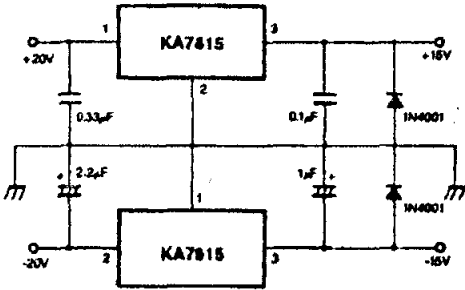 1 KA7815 3
+20V 2 +15V
0.33µF 0.1µF 1N4001
+ 2.2µF 1µF +
1 1N4001
2 KA7915 3
-20V -15V